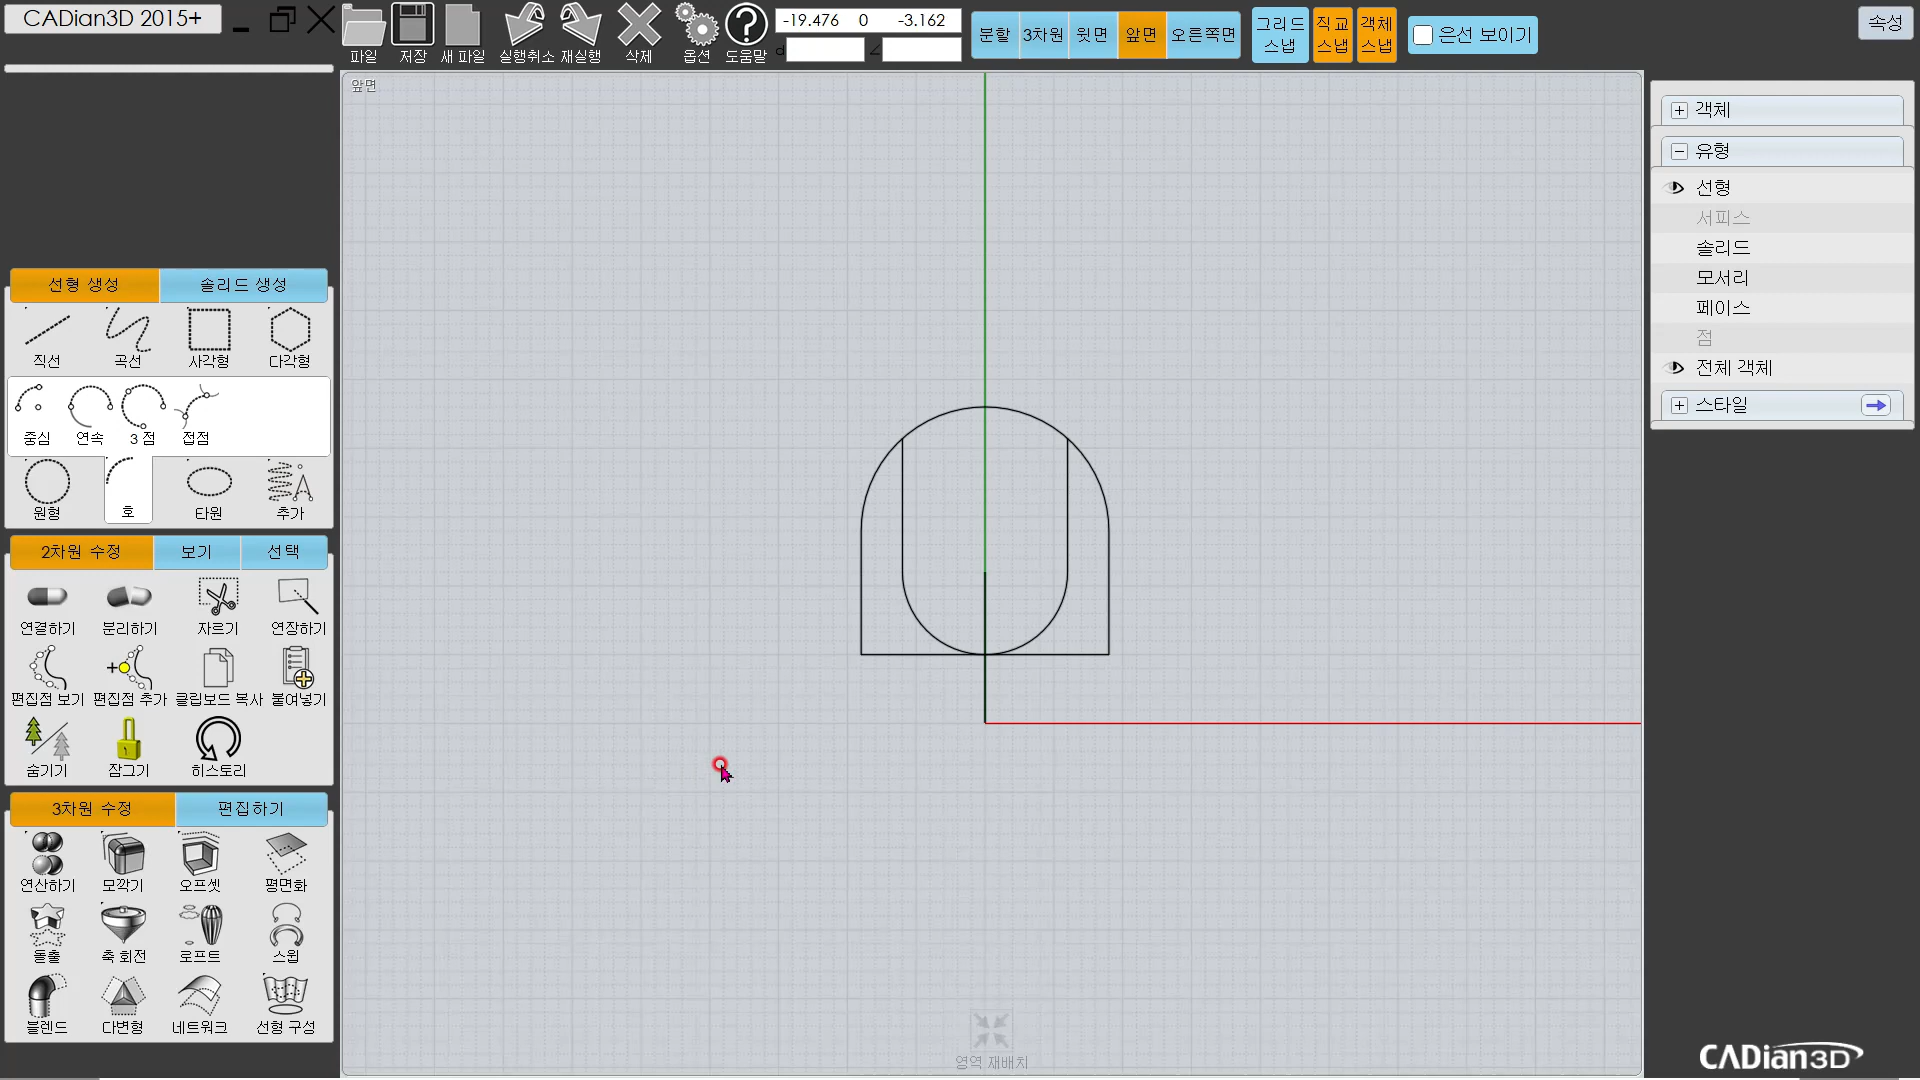 CADian3D 2015+
-19.476 0 -3.162
d
파일 저장 새 파일 실행취소 재실행 삭제 옵션 도움말
분할 3차원 윗면 앞면 오른쪽면
그리드 스냅
직교 스냅
객체 스냅
은선 보이기
속성
앞면
선형 생성 솔리드 생성
직선 곡선 사각형 다각형
중심 연속 3 점 접점
원형 호 타원 추가
2차원 수정 보기 선택
연결하기 분리하기 자르기 연장하기
편집점 보기 편집점 추가 클립보드 복사 붙여넣기
숨기기 잠그기 히스토리
3차원 수정 편집하기
연산하기 모깍기 오프셋 평면화
돌출 축 회전 로프트 스윕
블렌드 다변형 네트워크 선형 구성
영역 재배치
객체
유형
선형
서피스
솔리드
모서리
페이스
점
전체 객체
스타일
CADian3D